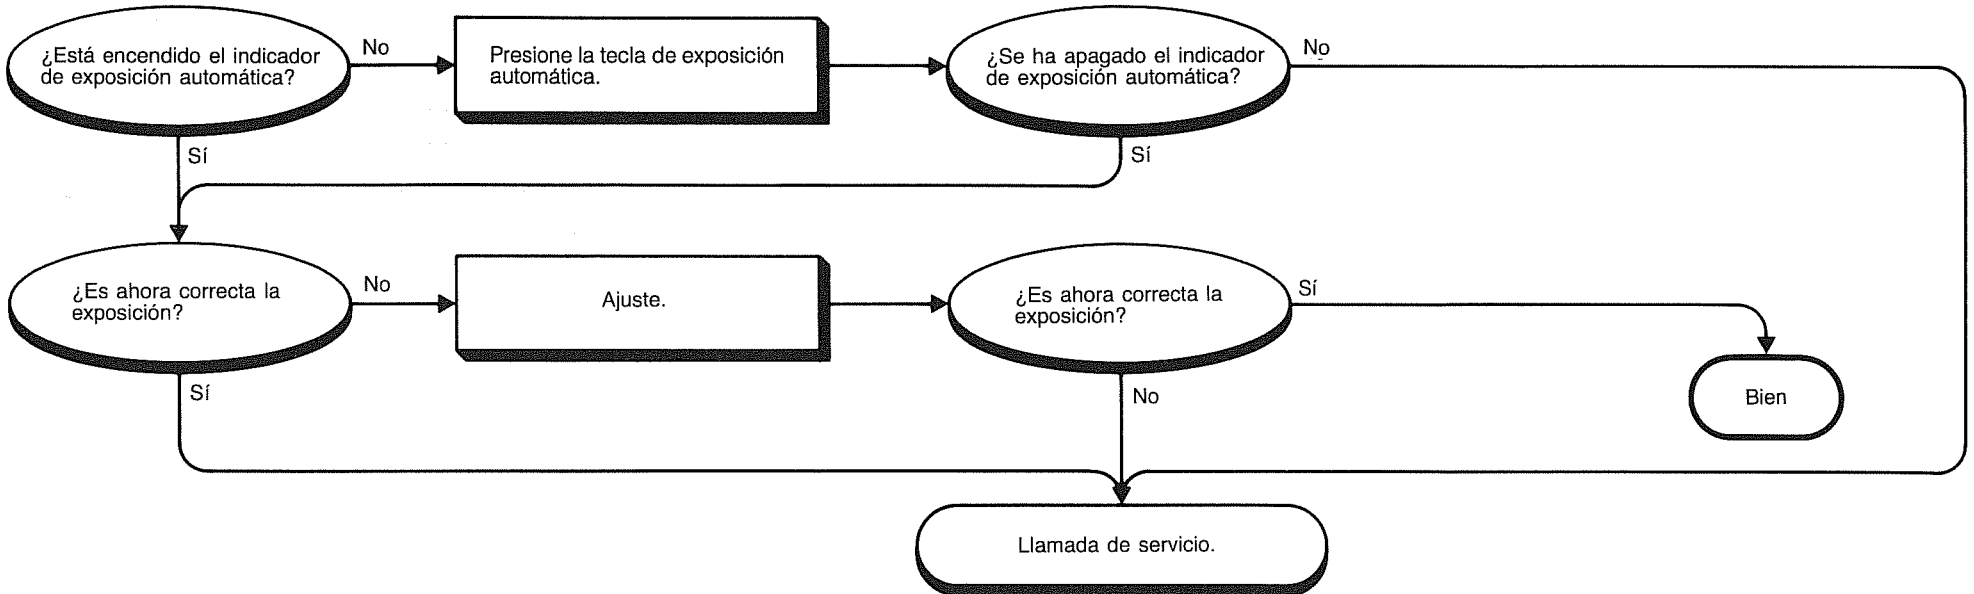 ¿Está encendido el indicador
de exposición automática?
No
Presione la tecla de exposición
automática.
¿Se ha apagado el indicador
de exposición automática?
No
Sí
Sí
¿Es ahora correcta la
exposición?
No
Ajuste.
¿Es ahora correcta la
exposición?
Sí
Sí
No
Bien
Llamada de servicio.